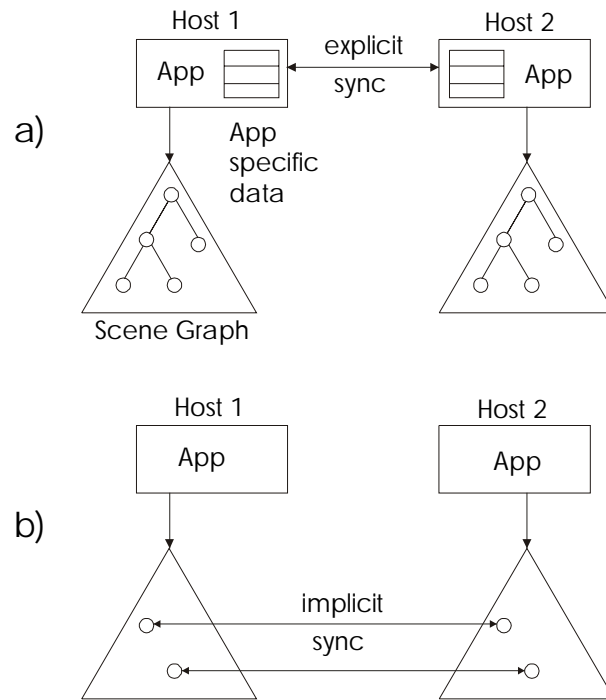 Host 1
Host 2
App
explicit
sync
App
a)
App
specific
data
Scene Graph
Host 1
Host 2
App
App
b)
implicit
sync